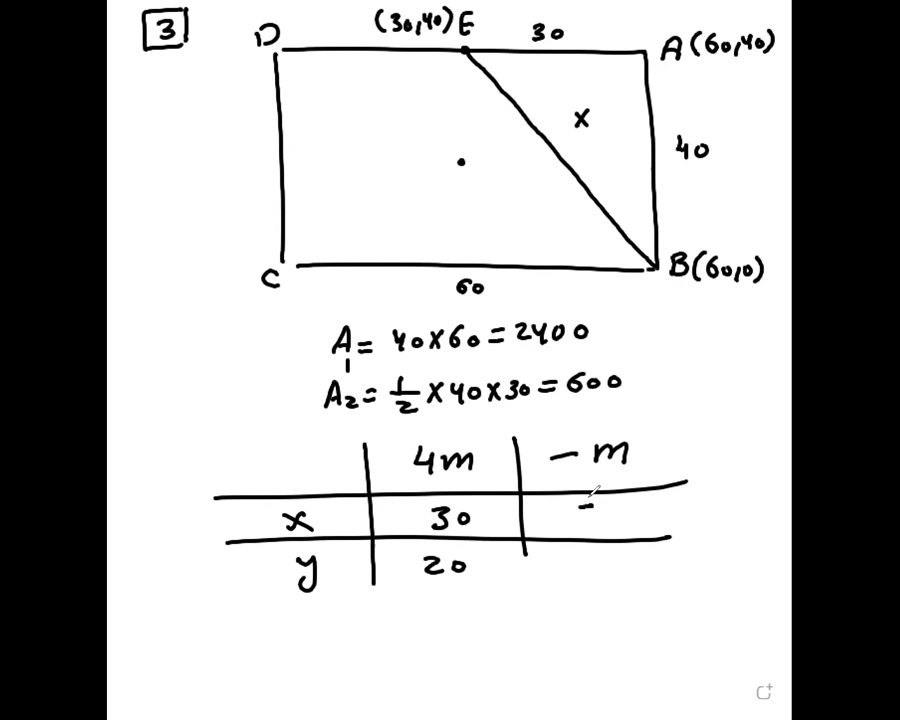 3
D (30,40) E 30 A (60,40)
x
40
C 60 B (60,0)
A₁ = 40 × 60 = 2400
A₂ = 1/2 × 40 × 30 = 600
4m - m
x 30 -
y 20